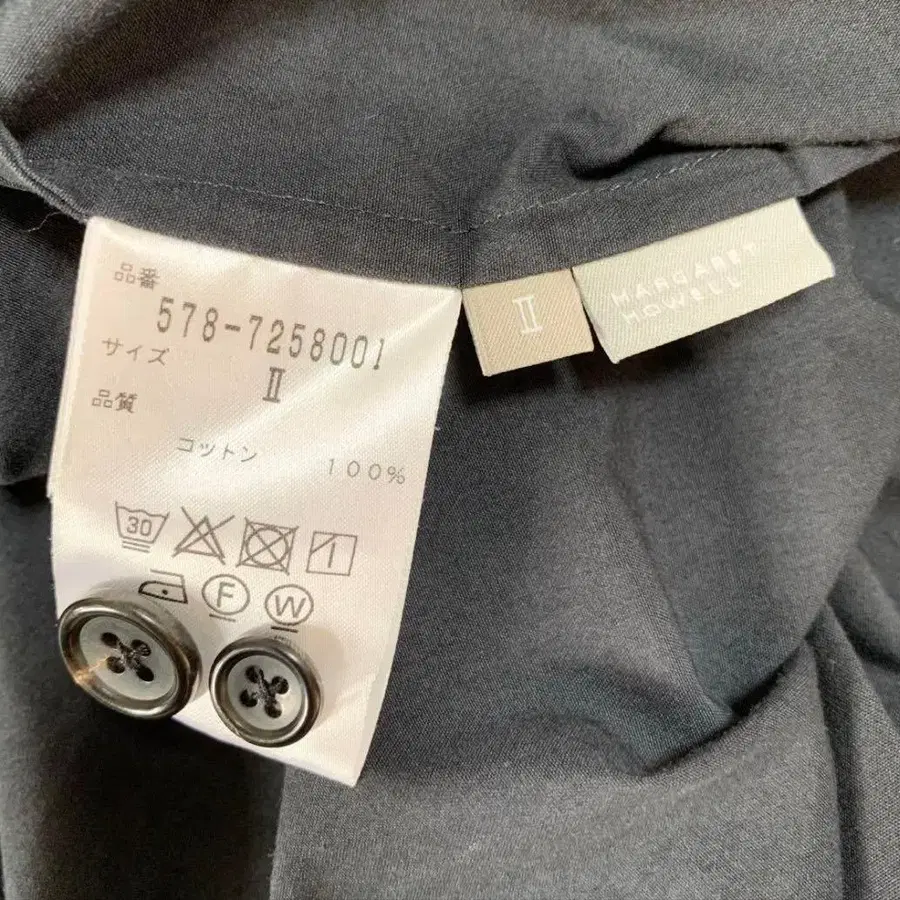 品番
578-7258001
サイズ
II
品質
コットン 100%
30
F
W
II
MARGARET
HOWELL